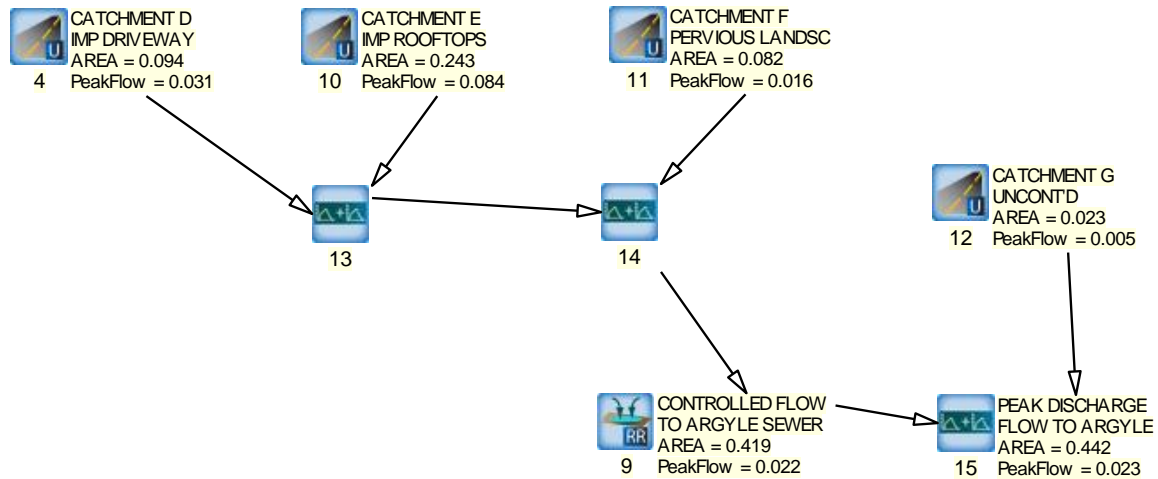 CATCHMENT D
IMP DRIVEWAY
AREA = 0.094
PeakFlow = 0.031
U
4
CATCHMENT E
IMP ROOFTOPS
AREA = 0.243
PeakFlow = 0.084
U
10
CATCHMENT F
PERVIOUS LANDSC
AREA = 0.082
PeakFlow = 0.016
U
11
CATCHMENT G
UNCONT'D
AREA = 0.023
PeakFlow = 0.005
U
12
13
14
CONTROLLED FLOW
TO ARGYLE SEWER
AREA = 0.419
PeakFlow = 0.022
RR
9
PEAK DISCHARGE
FLOW TO ARGYLE
AREA = 0.442
PeakFlow = 0.023
15